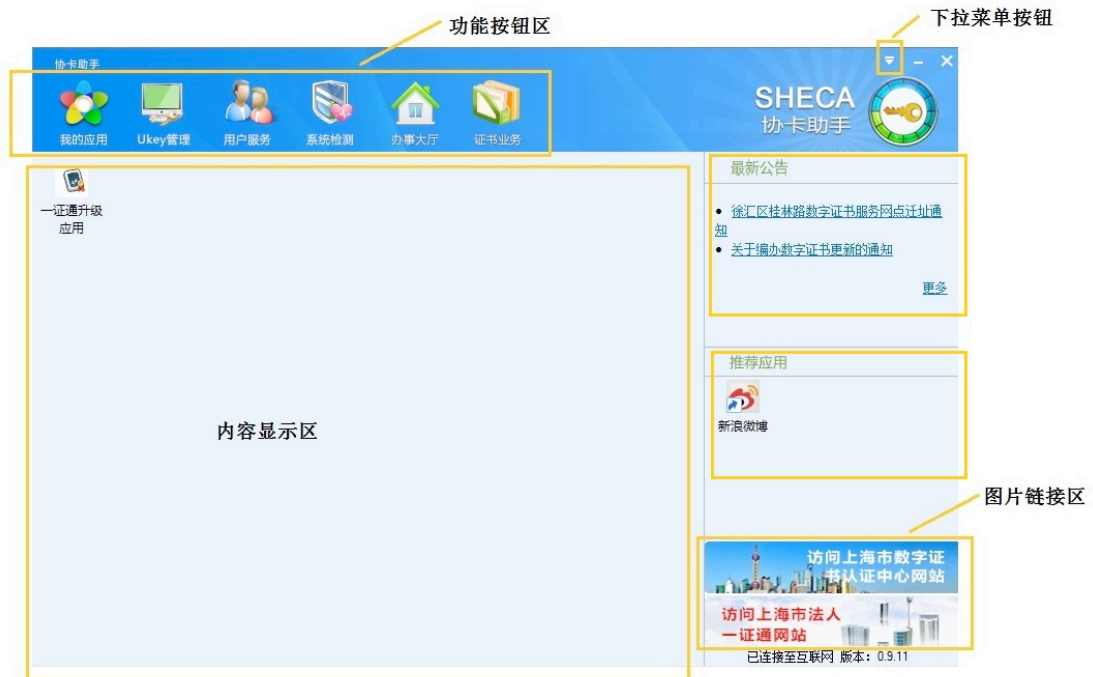 功能按钮区
下拉菜单按钮
协卡助手
我的应用
Ukey管理
用户服务
系统检测
办事大厅
证书业务
SHECA
协卡助手
一证通升级
应用
内容显示区
最新公告
• 徐汇区桂林路数字证书服务网点迁址通
知
• 关于编办数字证书更新的通知
更多
推荐应用
新浪微博
图片链接区
访问上海市数字证
书认证中心网站
访问上海市法人
一证通网站
已连接至互联网 版本: 0.9.11